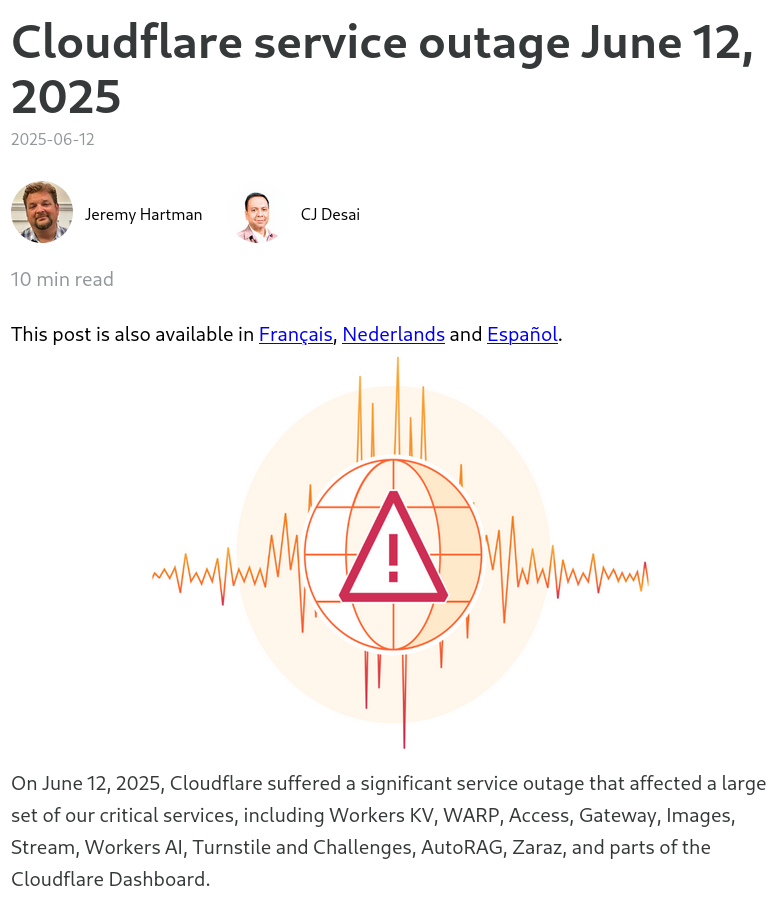 Cloudflare service outage June 12,
2025
2025-06-12
Jeremy Hartman
CJ Desai
10 min read
This post is also available in Français, Nederlands and Español.
On June 12, 2025, Cloudflare suffered a significant service outage that affected a large
set of our critical services, including Workers KV, WARP, Access, Gateway, Images,
Stream, Workers AI, Turnstile and Challenges, AutoRAG, Zaraz, and parts of the
Cloudflare Dashboard.